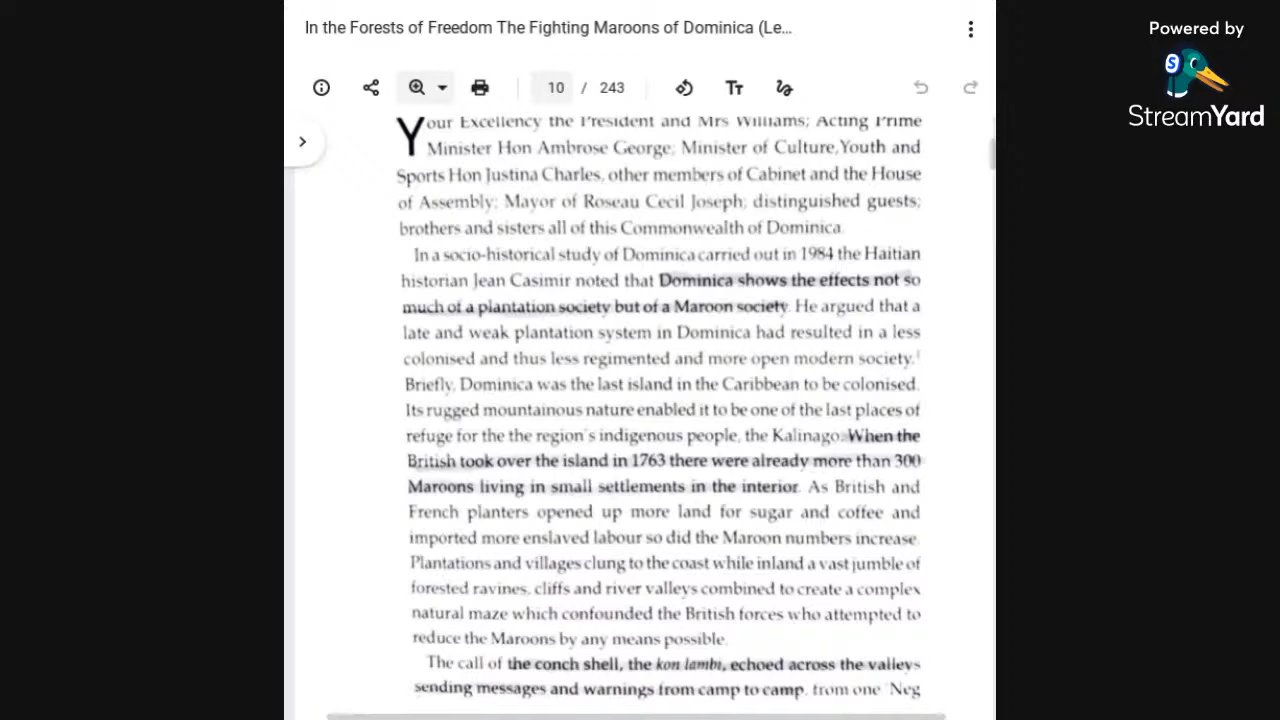 In the Forests of Freedom The Fighting Maroons of Dominica (Le...
Powered by
S
StreamYard
10 / 243
Your Excellency the President and Mrs Williams; Acting Prime
Minister Hon Ambrose George; Minister of Culture, Youth and
Sports Hon Justina Charles, other members of Cabinet and the House
of Assembly; Mayor of Roseau Cecil Joseph; distinguished guests;
brothers and sisters all of this Commonwealth of Dominica.
In a socio-historical study of Dominica carried out in 1984 the Haitian
historian Jean Casimir noted that Dominica shows the effects not so
much of a plantation society but of a Maroon society. He argued that a
late and weak plantation system in Dominica had resulted in a less
colonised and thus less regimented and more open modern society.¹
Briefly, Dominica was the last island in the Caribbean to be colonised.
Its rugged mountainous nature enabled it to be one of the last places of
refuge for the the region's indigenous people, the Kalinago. When the
British took over the island in 1763 there were already more than 300
Maroons living in small settlements in the interior. As British and
French planters opened up more land for sugar and coffee and
imported more enslaved labour so did the Maroon numbers increase.
Plantations and villages clung to the coast while inland a vast jumble of
forested ravines, cliffs and river valleys combined to create a complex
natural maze which confounded the British forces who attempted to
reduce the Maroons by any means possible.
The call of the conch shell, the kon lambi, echoed across the valleys
sending messages and warnings from camp to camp, from one 'Neg